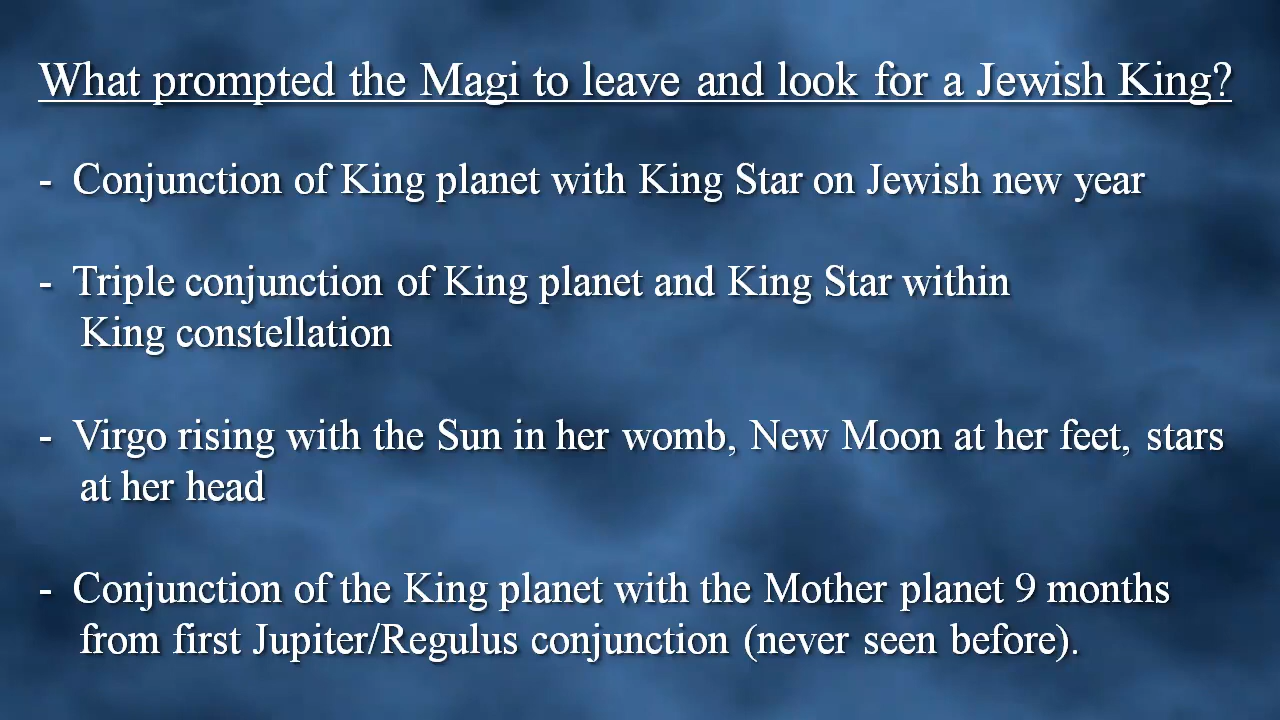 What prompted the Magi to leave and look for a Jewish King?
- Conjunction of King planet with King Star on Jewish new year
- Triple conjunction of King planet and King Star within
King constellation
- Virgo rising with the Sun in her womb, New Moon at her feet, stars
at her head
- Conjunction of the King planet with the Mother planet 9 months
from first Jupiter/Regulus conjunction (never seen before).